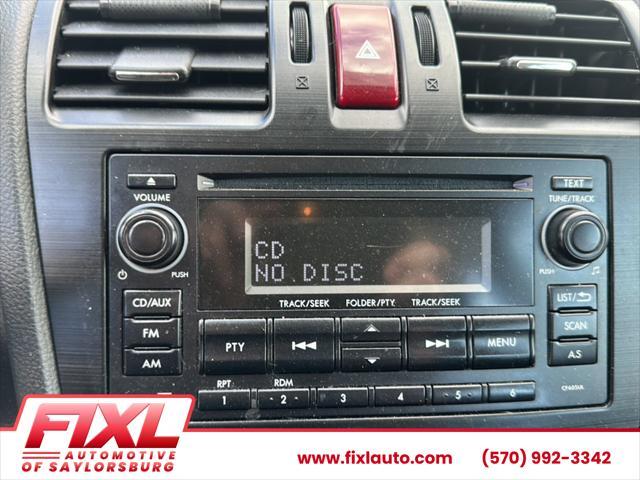 TEXT
VOLUME
TUNE/TRACK
CD
NO DISC
PUSH
PUSH
TRACK/SEEK FOLDER/PTY TRACK/SEEK
CD/AUX
FM
AM
PTY
MENU
LIST/
SCAN
A.S
RPT RDM
1 2 3 4 5 6
CF605UA
FIXL
AUTOMOTIVE
OF SAYLORSBURG
www.fixlauto.com
(570) 992-3342